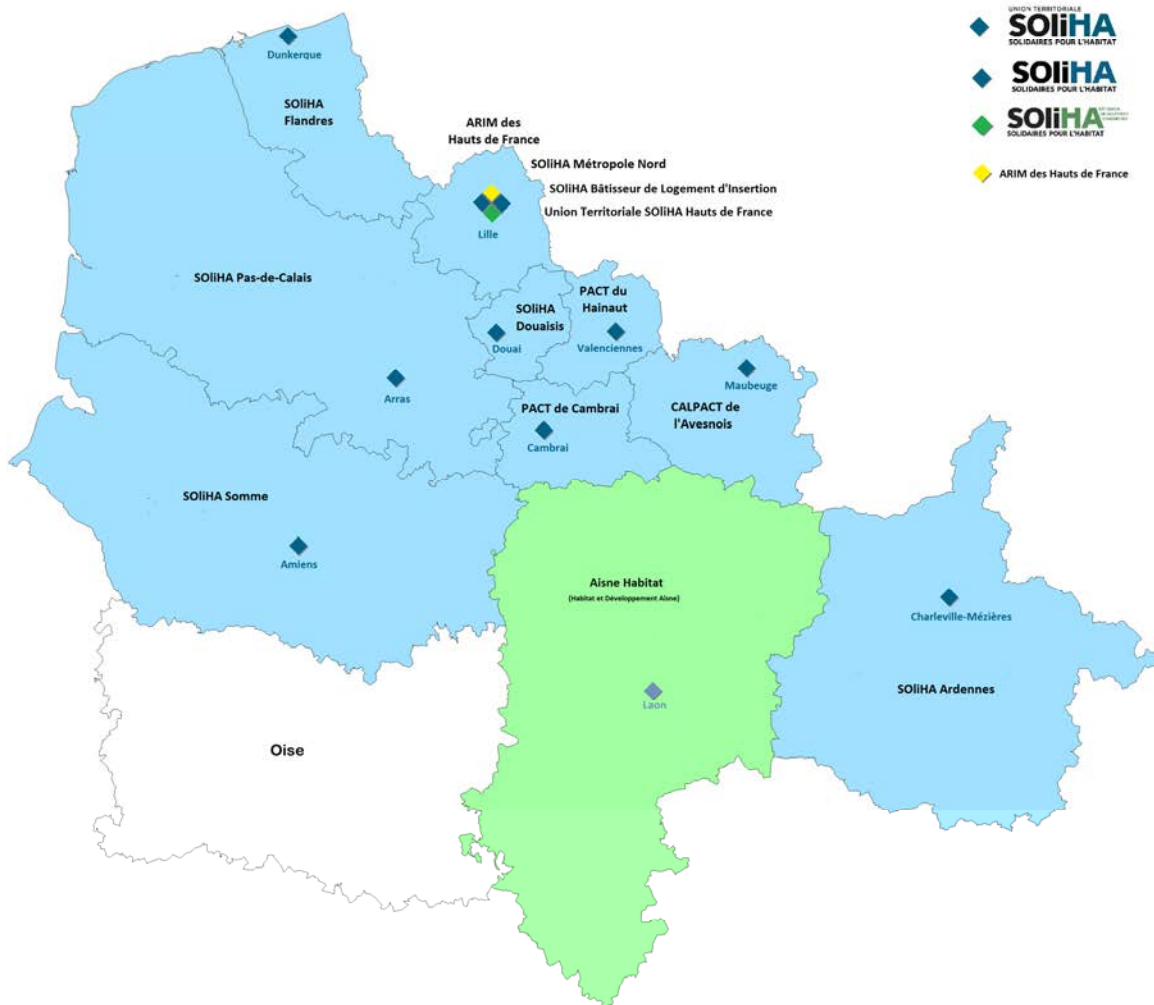 UNION TERRITORIALE
SOliHA
SOLIDAIRES POUR L'HABITAT
SOliHA
SOLIDAIRES POUR L'HABITAT
SOliHA
SOLIDAIRES POUR L'HABITAT
ARIM des Hauts de France
Dunkerque
SOliHA
Flandres
ARIM des
Hauts de France
SOliHA Métropole Nord
SOliHA Bâtisseur de Logement d'Insertion
Union Territoriale SOliHA Hauts de France
Lille
SOliHA Pas-de-Calais
SOliHA
Douaisis
Douai
PACT du
Hainaut
Valenciennes
Maubeuge
Arras
PACT de Cambrai
Cambrai
CALPACT de
l'Avesnois
SOliHA Somme
Amiens
Aisne Habitat
(Habitat et Développement Aisne)
Laon
Charleville-Mézières
SOliHA Ardennes
Oise